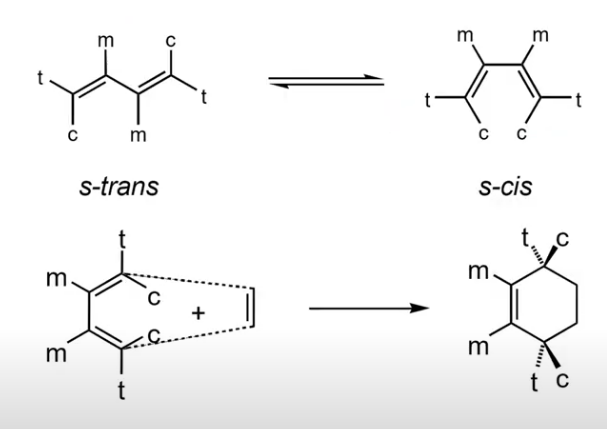 m c m m
t t t t
c m c c
s-trans s-cis
t t c
m c m
+
m c m
t t c